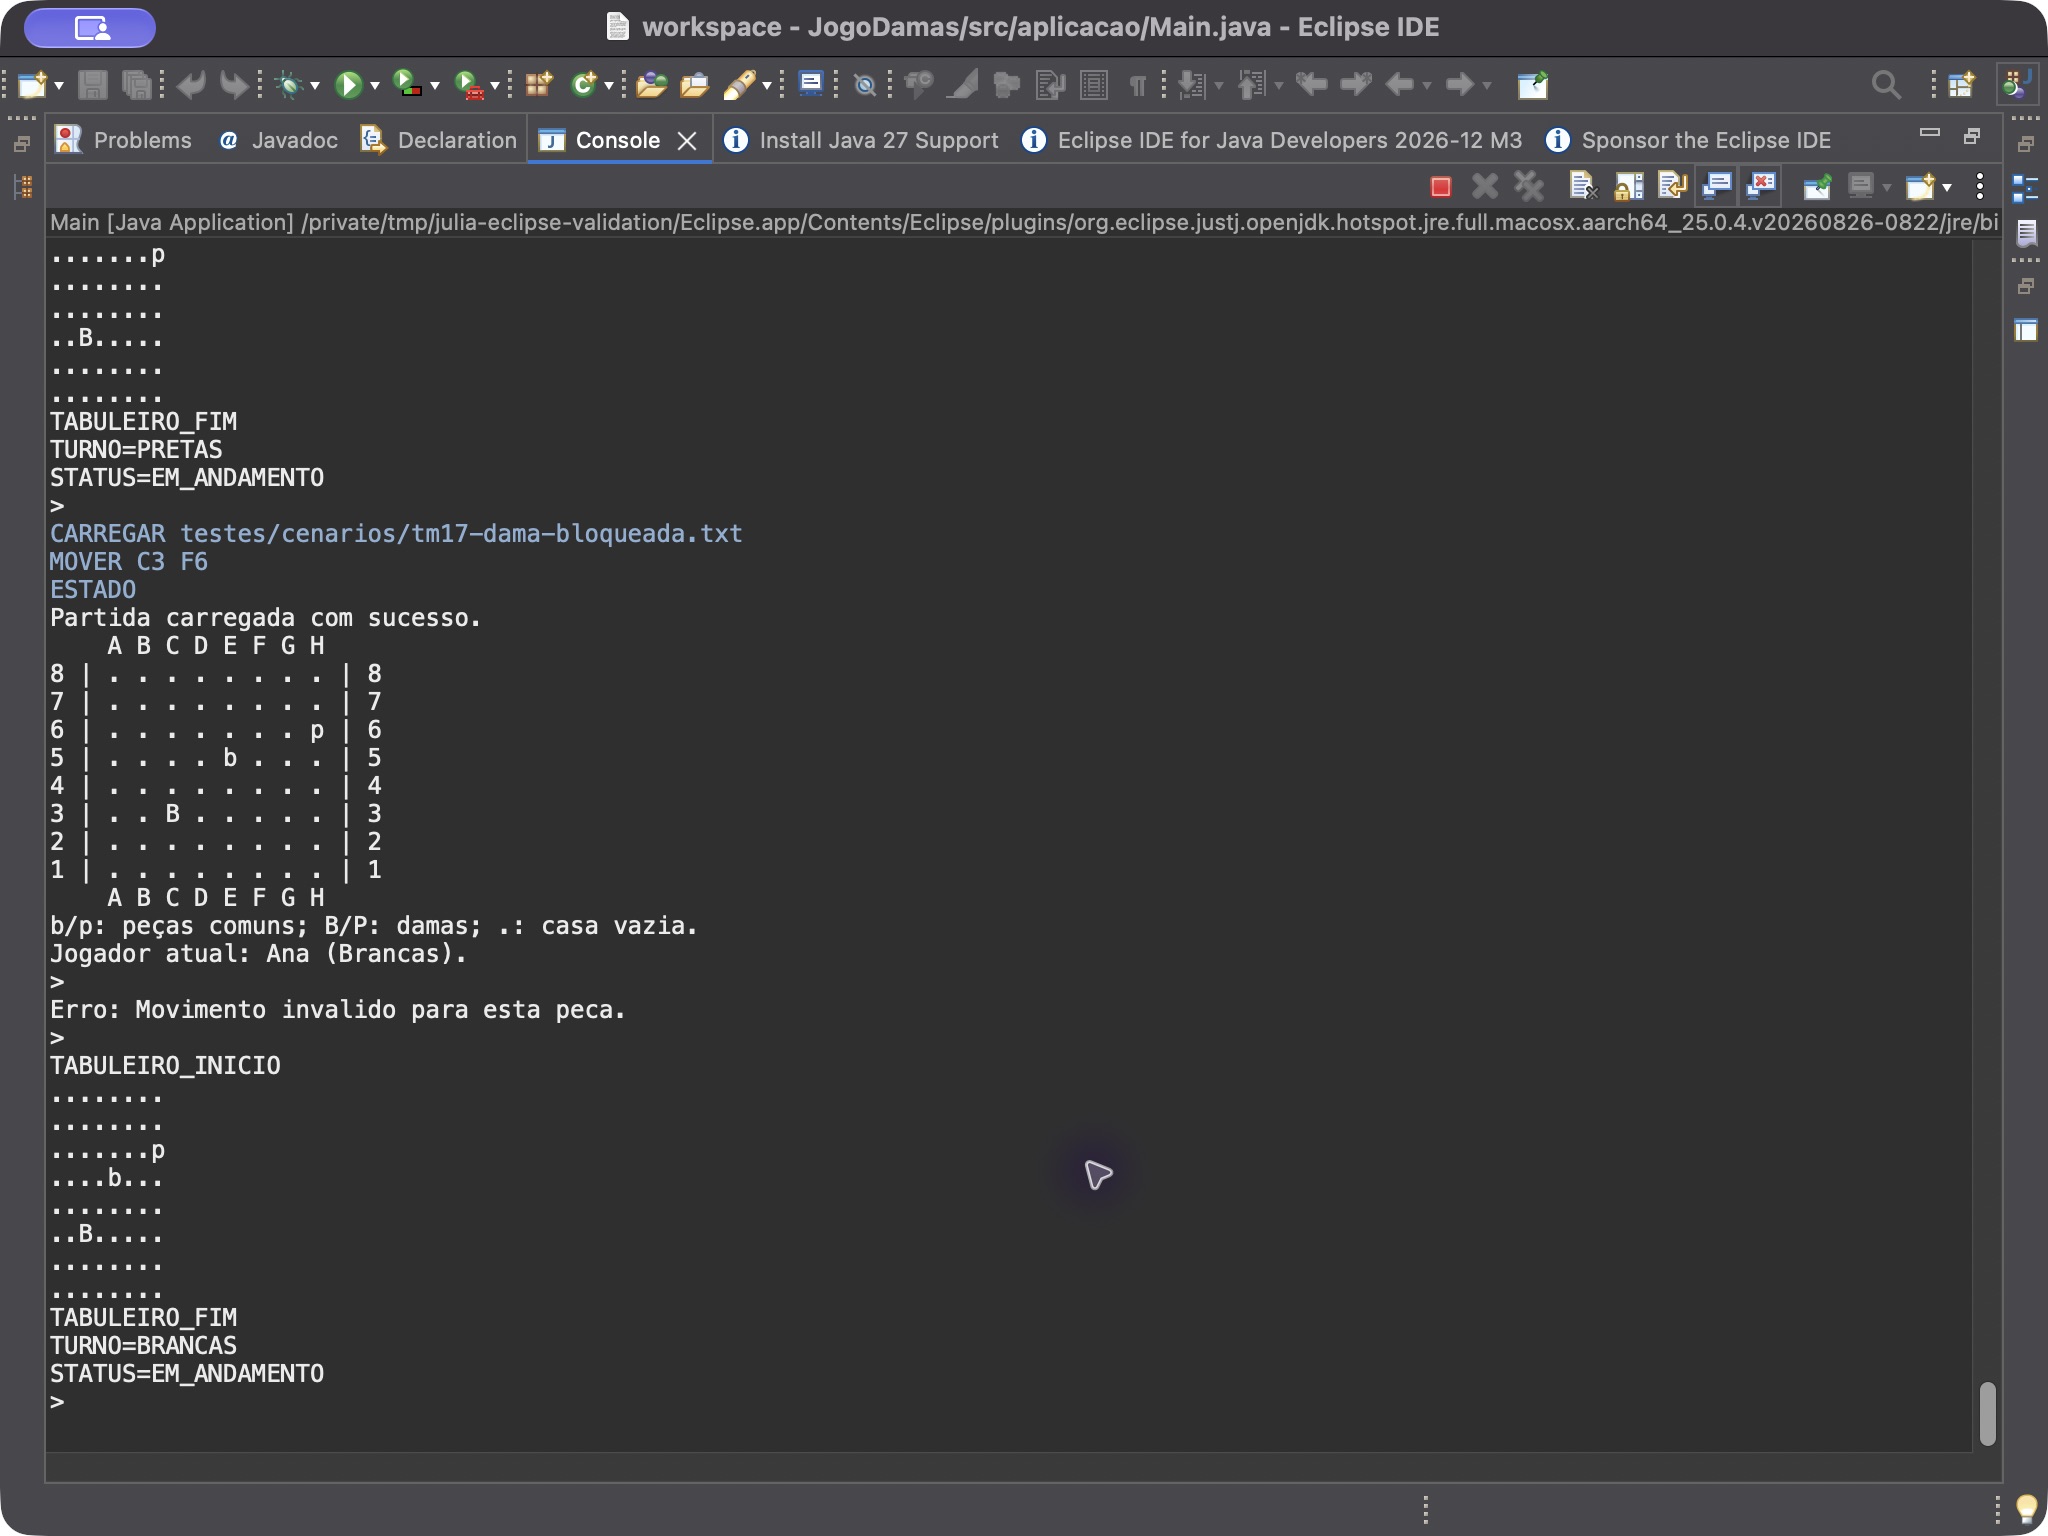 workspace - JogoDamas/src/aplicacao/Main.java - Eclipse IDE
Problems @ Javadoc Declaration Console Install Java 27 Support Eclipse IDE for Java Developers 2026-12 M3 Sponsor the Eclipse IDE
Main [Java Application] /private/tmp/julia-eclipse-validation/Eclipse.app/Contents/Eclipse/plugins/org.eclipse.justj.openjdk.hotspot.jre.full.macosx.aarch64_25.0.4.v20260826-0822/jre/bi
.......p
........
........
..B.....
........
........
TABULEIRO_FIM
TURNO=PRETAS
STATUS=EM_ANDAMENTO
>
CARREGAR testes/cenarios/tm17-dama-bloqueada.txt
MOVER C3 F6
ESTADO
Partida carregada com sucesso.
    A B C D E F G H
8 | . . . . . . . . | 8
7 | . . . . . . . . | 7
6 | . . . . . . . p | 6
5 | . . . . b . . . | 5
4 | . . . . . . . . | 4
3 | . . B . . . . . | 3
2 | . . . . . . . . | 2
1 | . . . . . . . . | 1
    A B C D E F G H
b/p: peças comuns; B/P: damas; .: casa vazia.
Jogador atual: Ana (Brancas).
>
Erro: Movimento invalido para esta peca.
>
TABULEIRO_INICIO
........
........
.......p
....b...
........
..B.....
........
........
TABULEIRO_FIM
TURNO=BRANCAS
STATUS=EM_ANDAMENTO
>